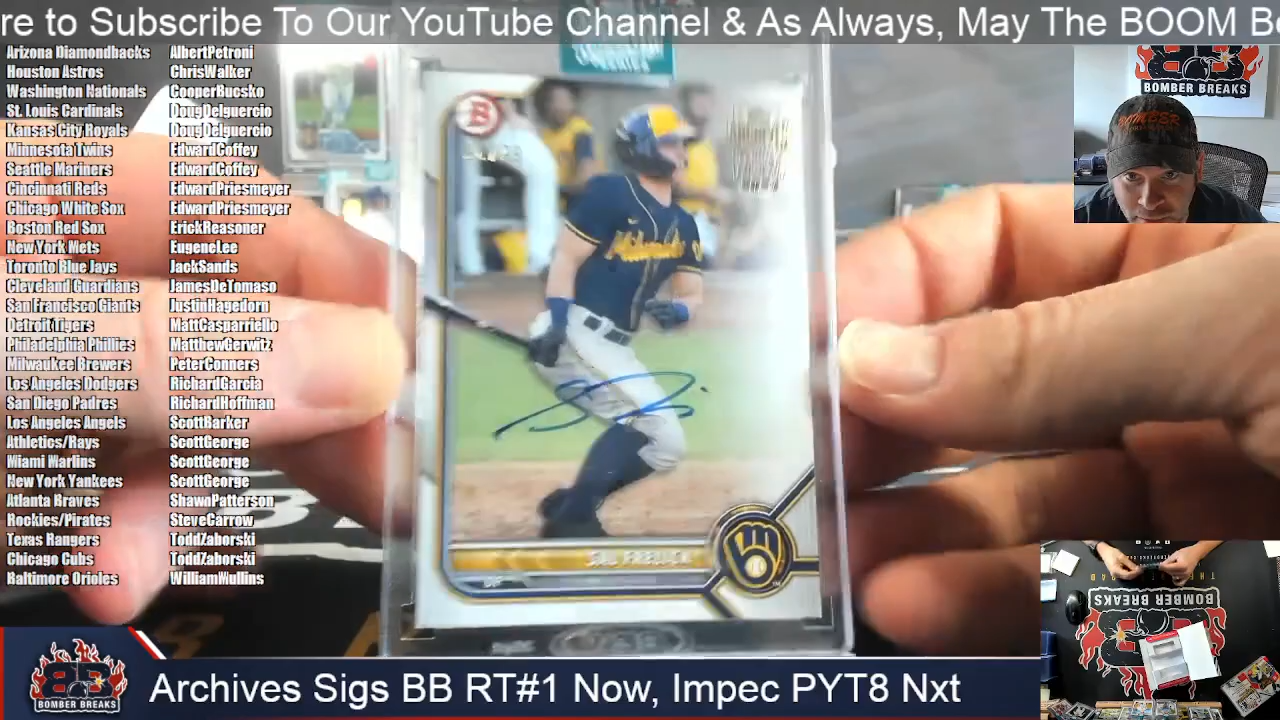 re to Subscribe To Our YouTube Channel & As Always, May The BOOM Be
Arizona Diamondbacks AlbertPetroni
Houston Astros ChrisWalker
Washington Nationals CooperBucsko
St. Louis Cardinals DougDelguercio
Kansas City Royals DougDelguercio
Minnesota Twins EdwardCoffey
Seattle Mariners EdwardCoffey
Cincinnati Reds EdwardPriesmeyer
Chicago White Sox EdwardPriesmeyer
Boston Red Sox ErickReasoner
New York Mets EugeneLee
Toronto Blue Jays JackSands
Cleveland Guardians JamesDeTomaso
San Francisco Giants JustinHagedorn
Detroit Tigers MattCasparriello
Philadelphia Phillies MatthewGerwitz
Milwaukee Brewers PeterConners
Los Angeles Dodgers RichardGarcia
San Diego Padres RichardHoffman
Los Angeles Angels ScottBarker
Athletics/Rays ScottGeorge
Miami Marlins ScottGeorge
New York Yankees ScottGeorge
Atlanta Braves ShawnPatterson
Rockies/Pirates SteveCarrow
Texas Rangers ToddZaborski
Chicago Cubs ToddZaborski
Baltimore Orioles WilliamMullins
B
Milwaukee
SAL FRELICK
OF
BOMBER BREAKS
BOMBER
BOMBER BREAKS
BOMBER BREAKS
Archives Sigs BB RT#1 Now, Impec PYT8 Nxt